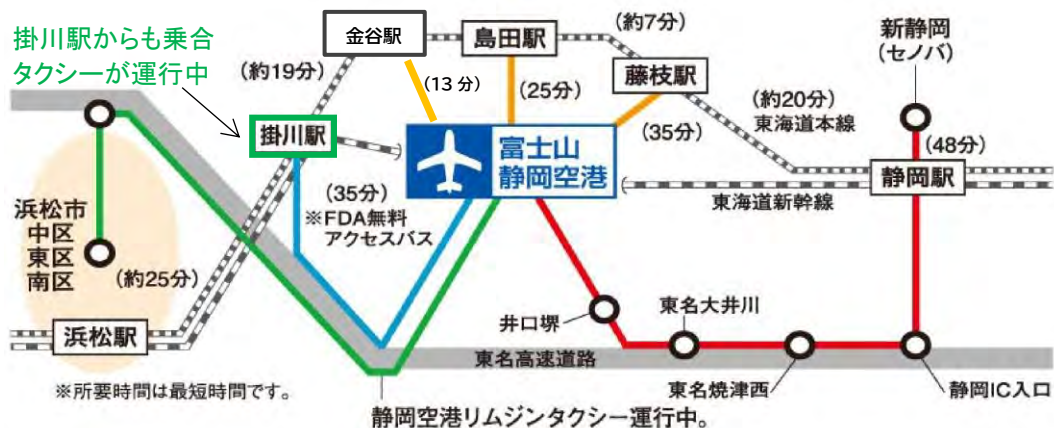 掛川駅からも乗合
タクシーが運行中
金谷駅
島田駅
(約7分)
新静岡
(セノバ)
(約19分)
(13分)
(25分)
藤枝駅
(35分)
(約20分)
東海道本線
掛川駅
富士山
静岡空港
(48分)
静岡駅
東海道新幹線
(35分)
※FDA無料
アクセスバス
浜松市
中区
東区
南区
(約25分)
浜松駅
井口堺
東名大井川
東名高速道路
東名焼津西
静岡IC入口
※所要時間は最短時間です。
静岡空港リムジンタクシー運行中。